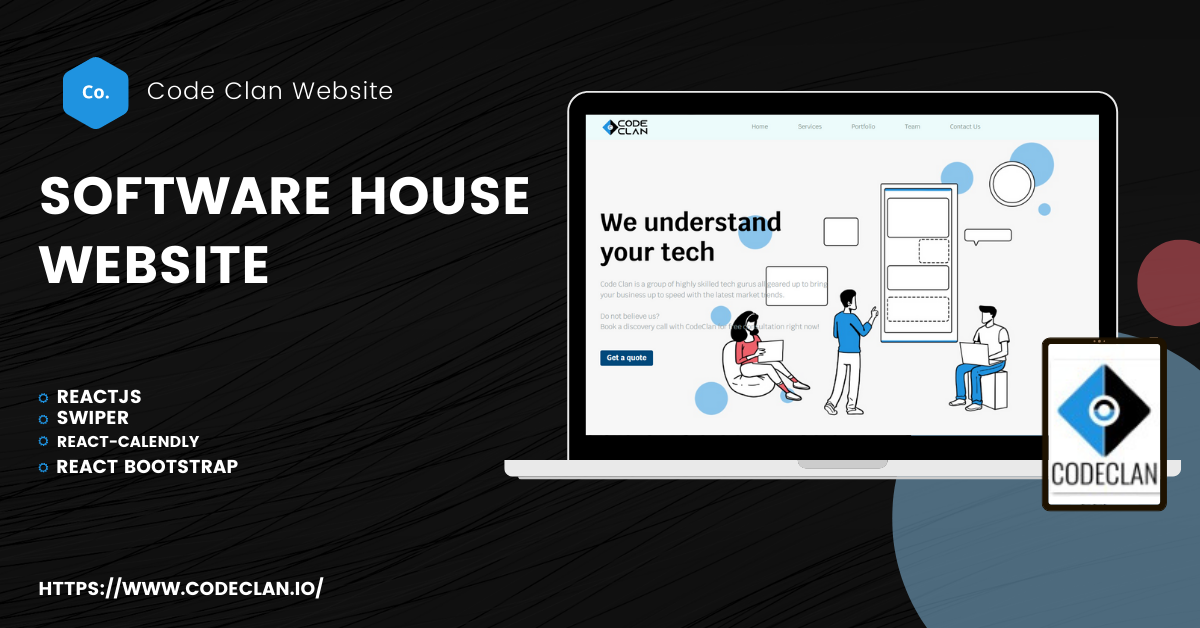 Co.
Code Clan Website
SOFTWARE HOUSE
WEBSITE
REACTJS
SWIPER
REACT-CALENDLY
REACT BOOTSTRAP
HTTPS://WWW.CODECLAN.IO/
CODE
CLAN
Home Services Portfolio Team Contact Us
We understand
your tech
Code Clan is a group of highly skilled tech gurus all geared up to bring
your business up to speed with the latest market trends.
Do not believe us?
Book a discovery call with CodeClan for free consultation right now!
Get a quote
CODECLAN